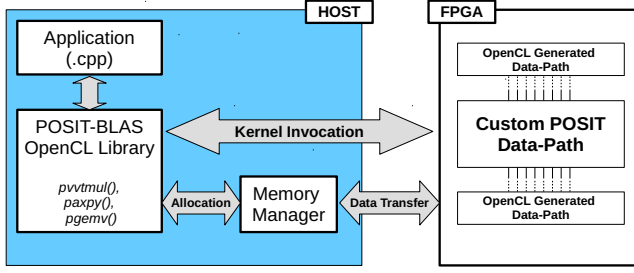 HOST
FPGA
Application
(.cpp)
POSIT-BLAS
OpenCL Library
pvvtmul(),
paxpy(),
pgemv()
Kernel Invocation
Allocation
Memory
Manager
Data Transfer
OpenCL Generated
Data-Path
Custom POSIT
Data-Path
OpenCL Generated
Data-Path